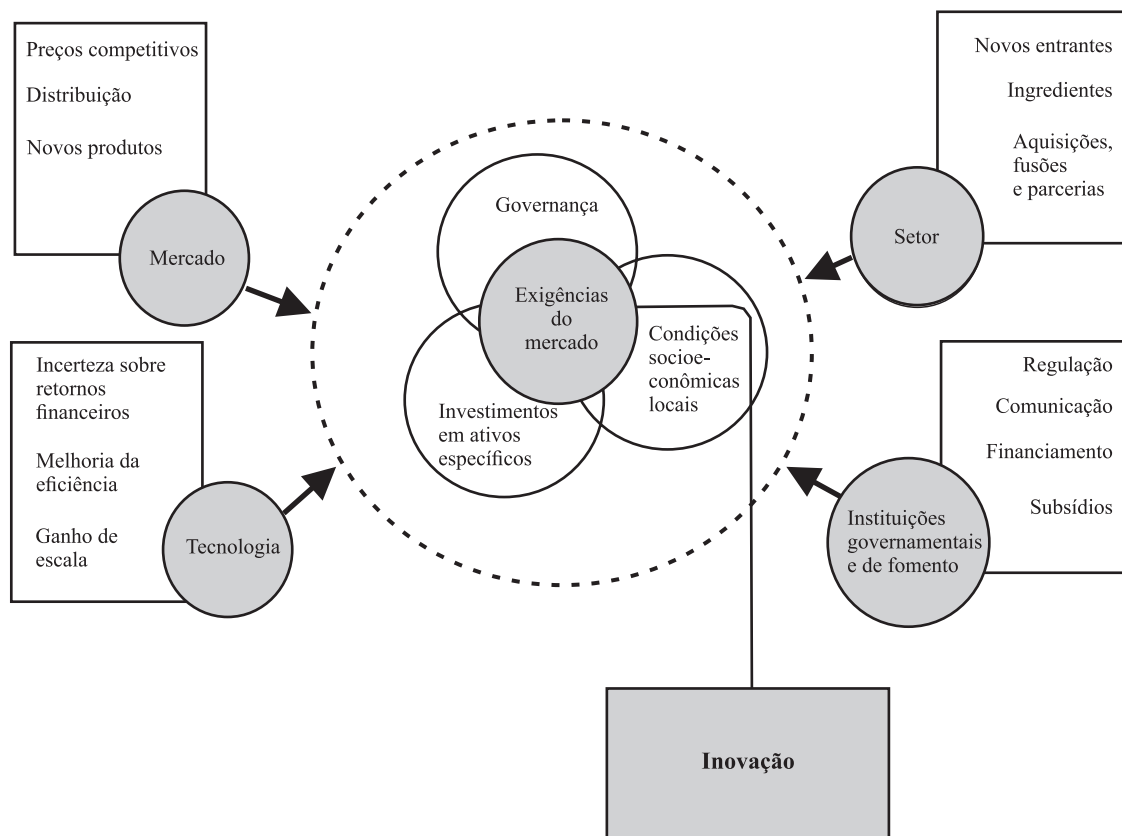 Preços competitivos
Distribuição
Novos produtos
Mercado
Novos entrantes
Ingredientes
Aquisições,
fusões
e parcerias
Setor
Governança
Exigências
do
mercado
Condições
socioe-
conômicas
locais
Investimentos
em ativos
específicos
Incerteza sobre
retornos
financeiros
Melhoria da
eficiência
Ganho de
escala
Tecnologia
Regulação
Comunicação
Financiamento
Subsídios
Instituições
governamentais
e de fomento
Inovação